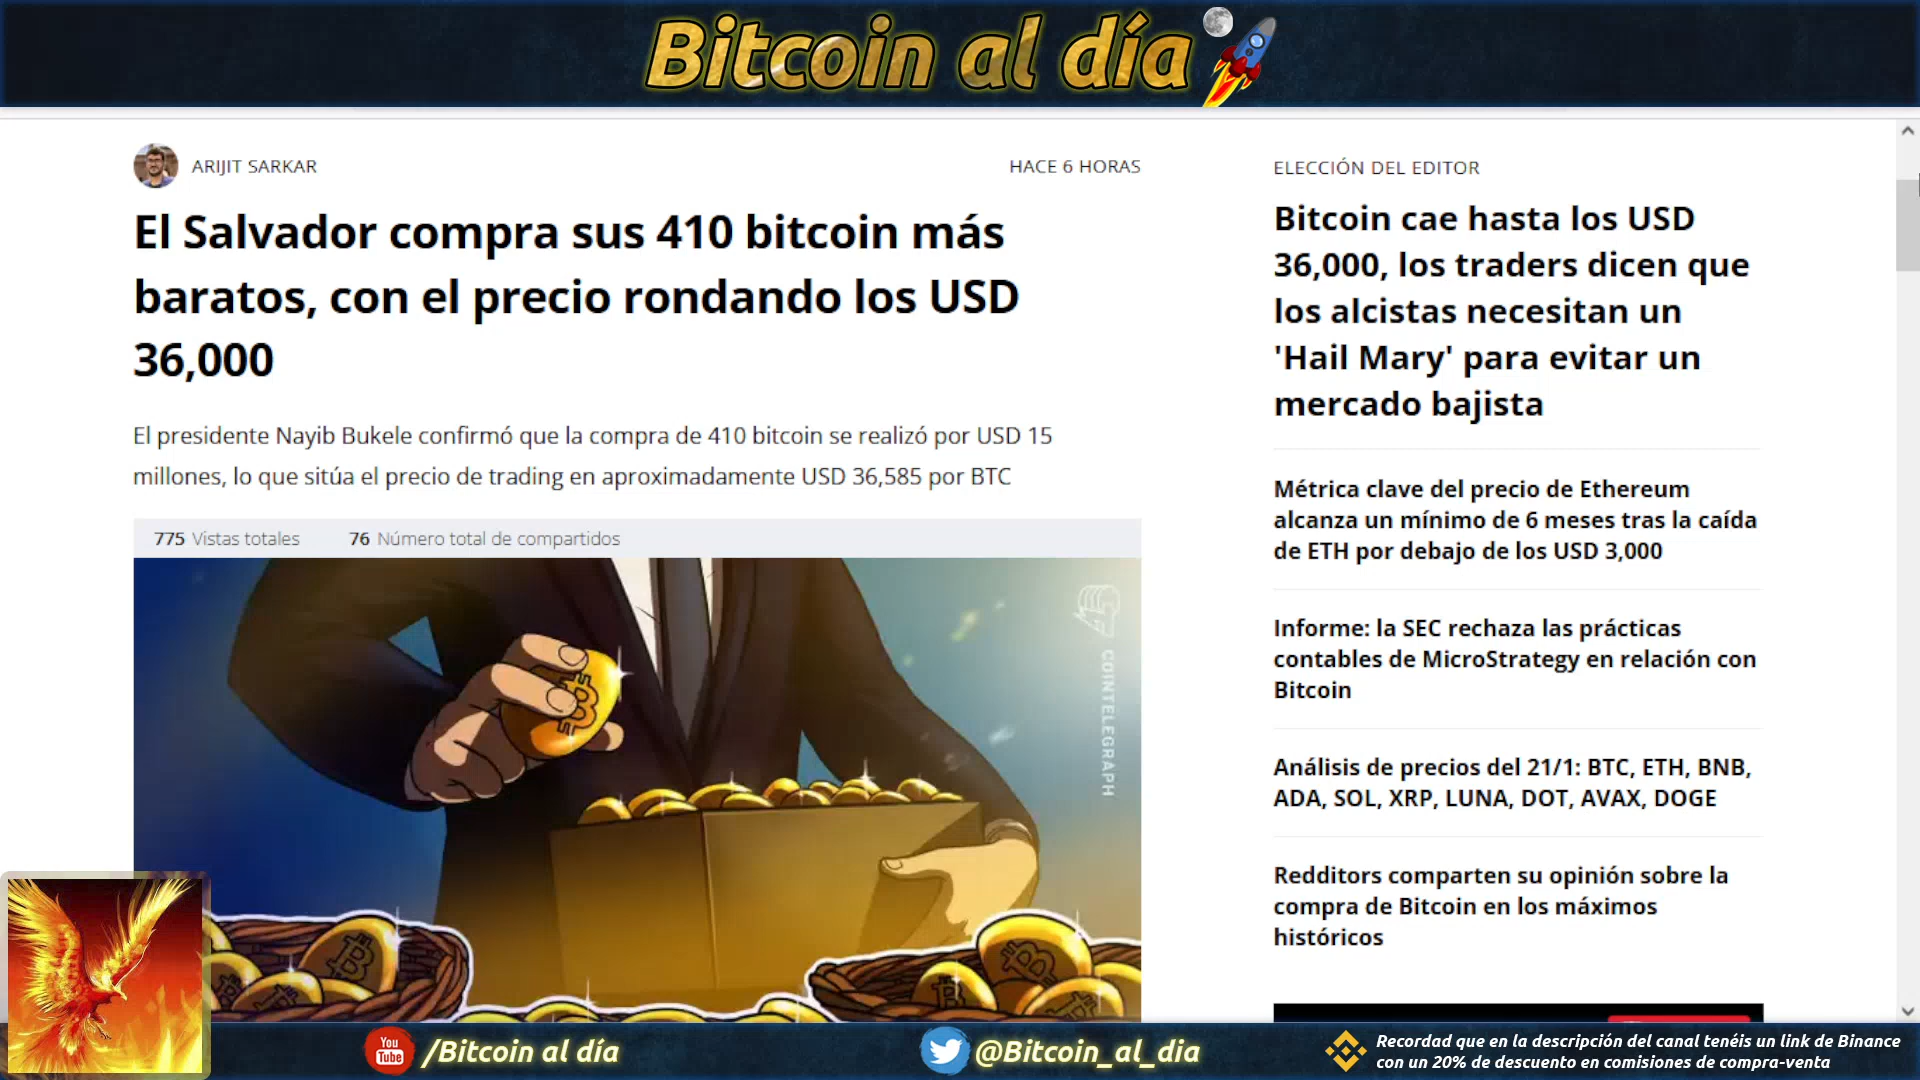 Bitcoin al día
ARIJIT SARKAR
HACE 6 HORAS
El Salvador compra sus 410 bitcoin más
baratos, con el precio rondando los USD
36,000
El presidente Nayib Bukele confirmó que la compra de 410 bitcoin se realizó por USD 15
millones, lo que sitúa el precio de trading en aproximadamente USD 36,585 por BTC
775 Vistas totales
76 Número total de compartidos
COINTELEGRAPH
ELECCIÓN DEL EDITOR
Bitcoin cae hasta los USD
36,000, los traders dicen que
los alcistas necesitan un
'Hail Mary' para evitar un
mercado bajista
Métrica clave del precio de Ethereum
alcanza un mínimo de 6 meses tras la caída
de ETH por debajo de los USD 3,000
Informe: la SEC rechaza las prácticas
contables de MicroStrategy en relación con
Bitcoin
Análisis de precios del 21/1: BTC, ETH, BNB,
ADA, SOL, XRP, LUNA, DOT, AVAX, DOGE
Redditors comparten su opinión sobre la
compra de Bitcoin en los máximos
históricos
You
Tube
/Bitcoin al día
@Bitcoin_al_dia
Recordad que en la descripción del canal tenéis un link de Binance
con un 20% de descuento en comisiones de compra-venta